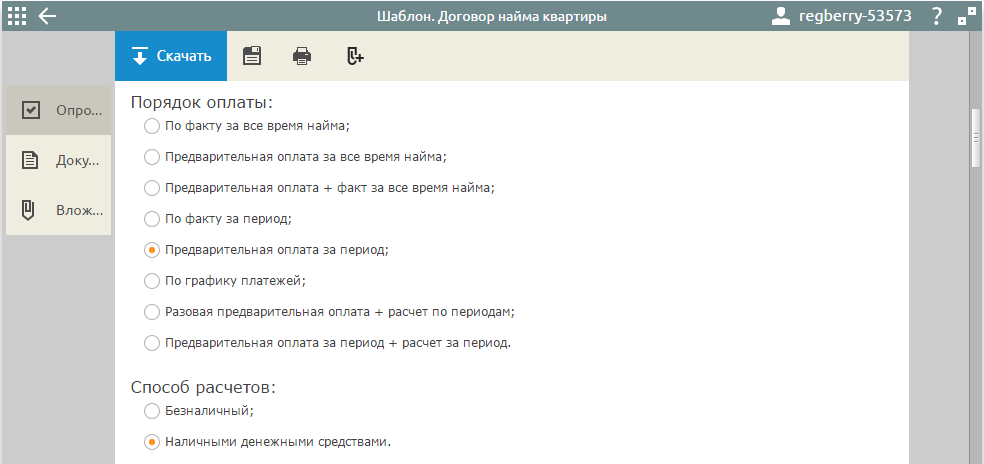 Шаблон. Договор найма квартиры
regberry-53573 ?
Скачать
Опро...
Доку...
Влож...
Порядок оплаты:
По факту за все время найма;
Предварительная оплата за все время найма;
Предварительная оплата + факт за все время найма;
По факту за период;
Предварительная оплата за период;
По графику платежей;
Разовая предварительная оплата + расчет по периодам;
Предварительная оплата за период + расчет за период.
Способ расчетов:
Безналичный;
Наличными денежными средствами.